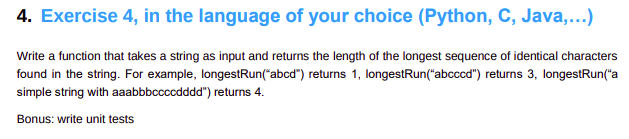 4. Exercise 4, in the language of your choice (Python, C, Java,...)
Write a function that takes a string as input and returns the length of the longest sequence of identical characters
found in the string. For example, longestRun("abcd") returns 1, longestRun("abcccd") returns 3, longestRun("a
simple string with aaabbbccccdddd") returns 4.
Bonus: write unit tests